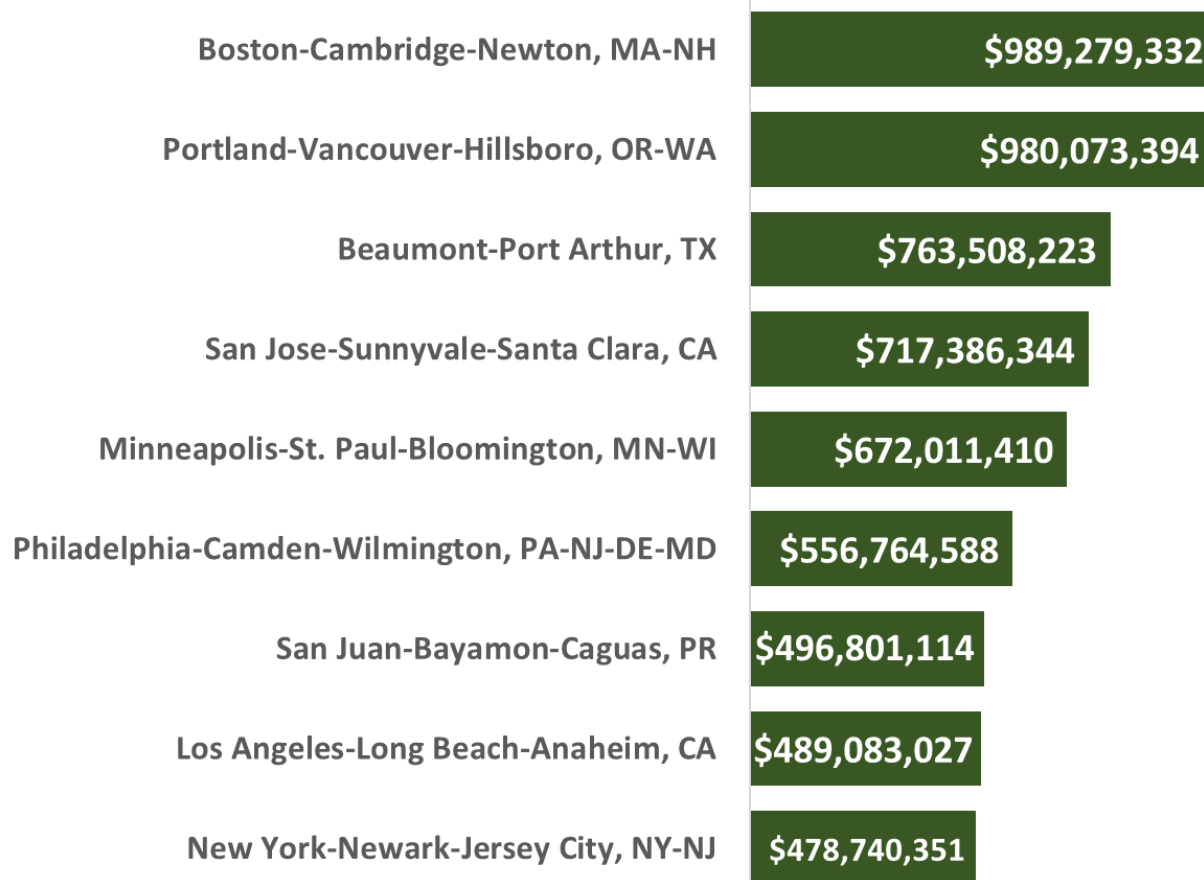 Boston-Cambridge-Newton, MA-NH $989,279,332
Portland-Vancouver-Hillsboro, OR-WA $980,073,394
Beaumont-Port Arthur, TX $763,508,223
San Jose-Sunnyvale-Santa Clara, CA $717,386,344
Minneapolis-St. Paul-Bloomington, MN-WI $672,011,410
Philadelphia-Camden-Wilmington, PA-NJ-DE-MD $556,764,588
San Juan-Bayamon-Caguas, PR $496,801,114
Los Angeles-Long Beach-Anaheim, CA $489,083,027
New York-Newark-Jersey City, NY-NJ $478,740,351